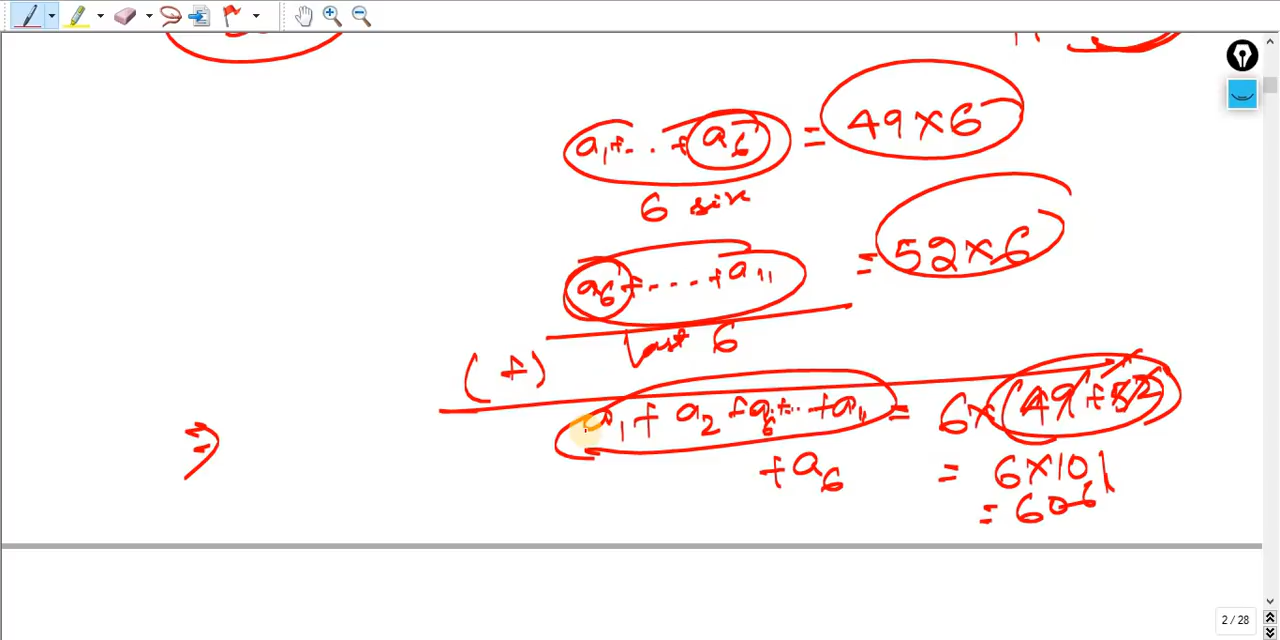 a₁+...+a₆ = 49×6
6 six
a₆+....+a₁₁ = 52×6
last 6
(+)
a₁+a₂+a₆+..+a₁₁ = 6×(49+52)
+a₆ = 6×101
⇒
= 606
2 / 28